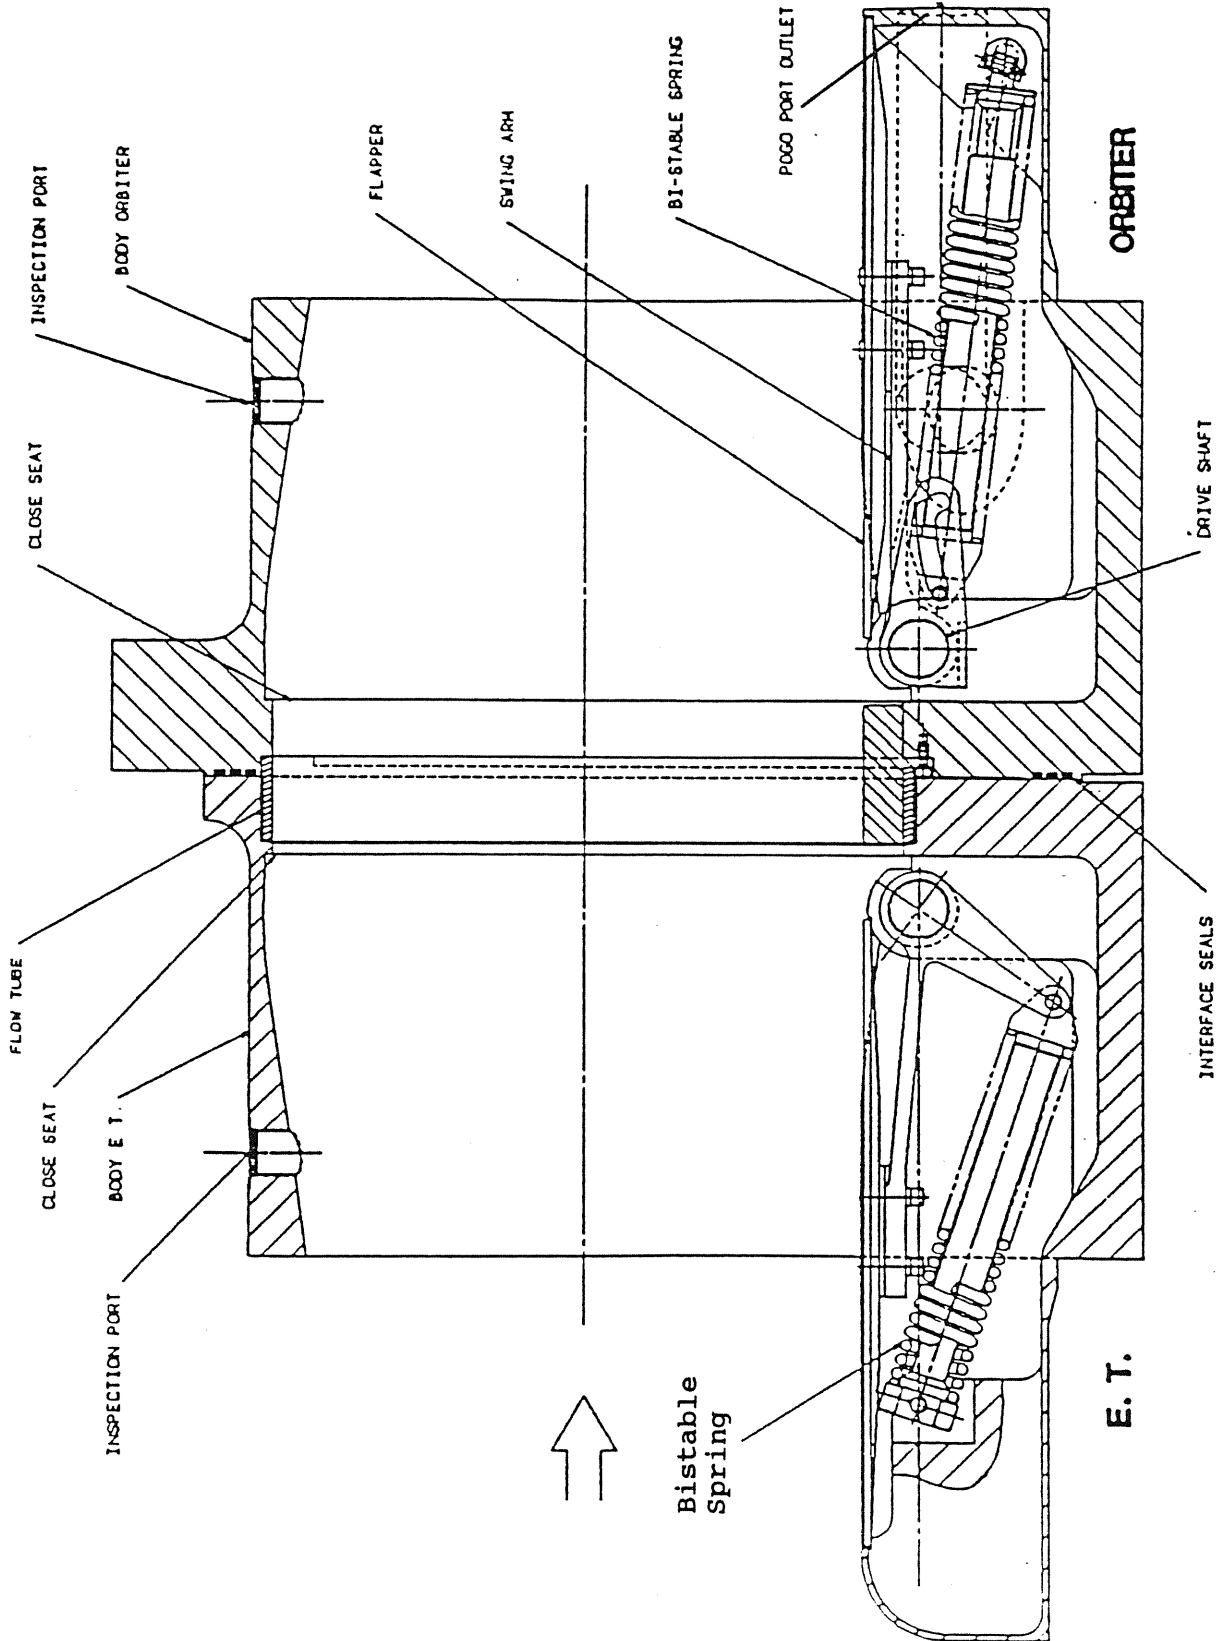 FLOW TUBE
CLOSE SEAT
INSPECTION PORT
CLOSE SEAT
BODY ORBITER
INSPECTION PORT
BODY E T.
FLAPPER
SWING ARM
BI-STABLE SPRING
POGO PORT OUTLET
Bistable
Spring
E. T.
ORBITER
INTERFACE SEALS
DRIVE SHAFT